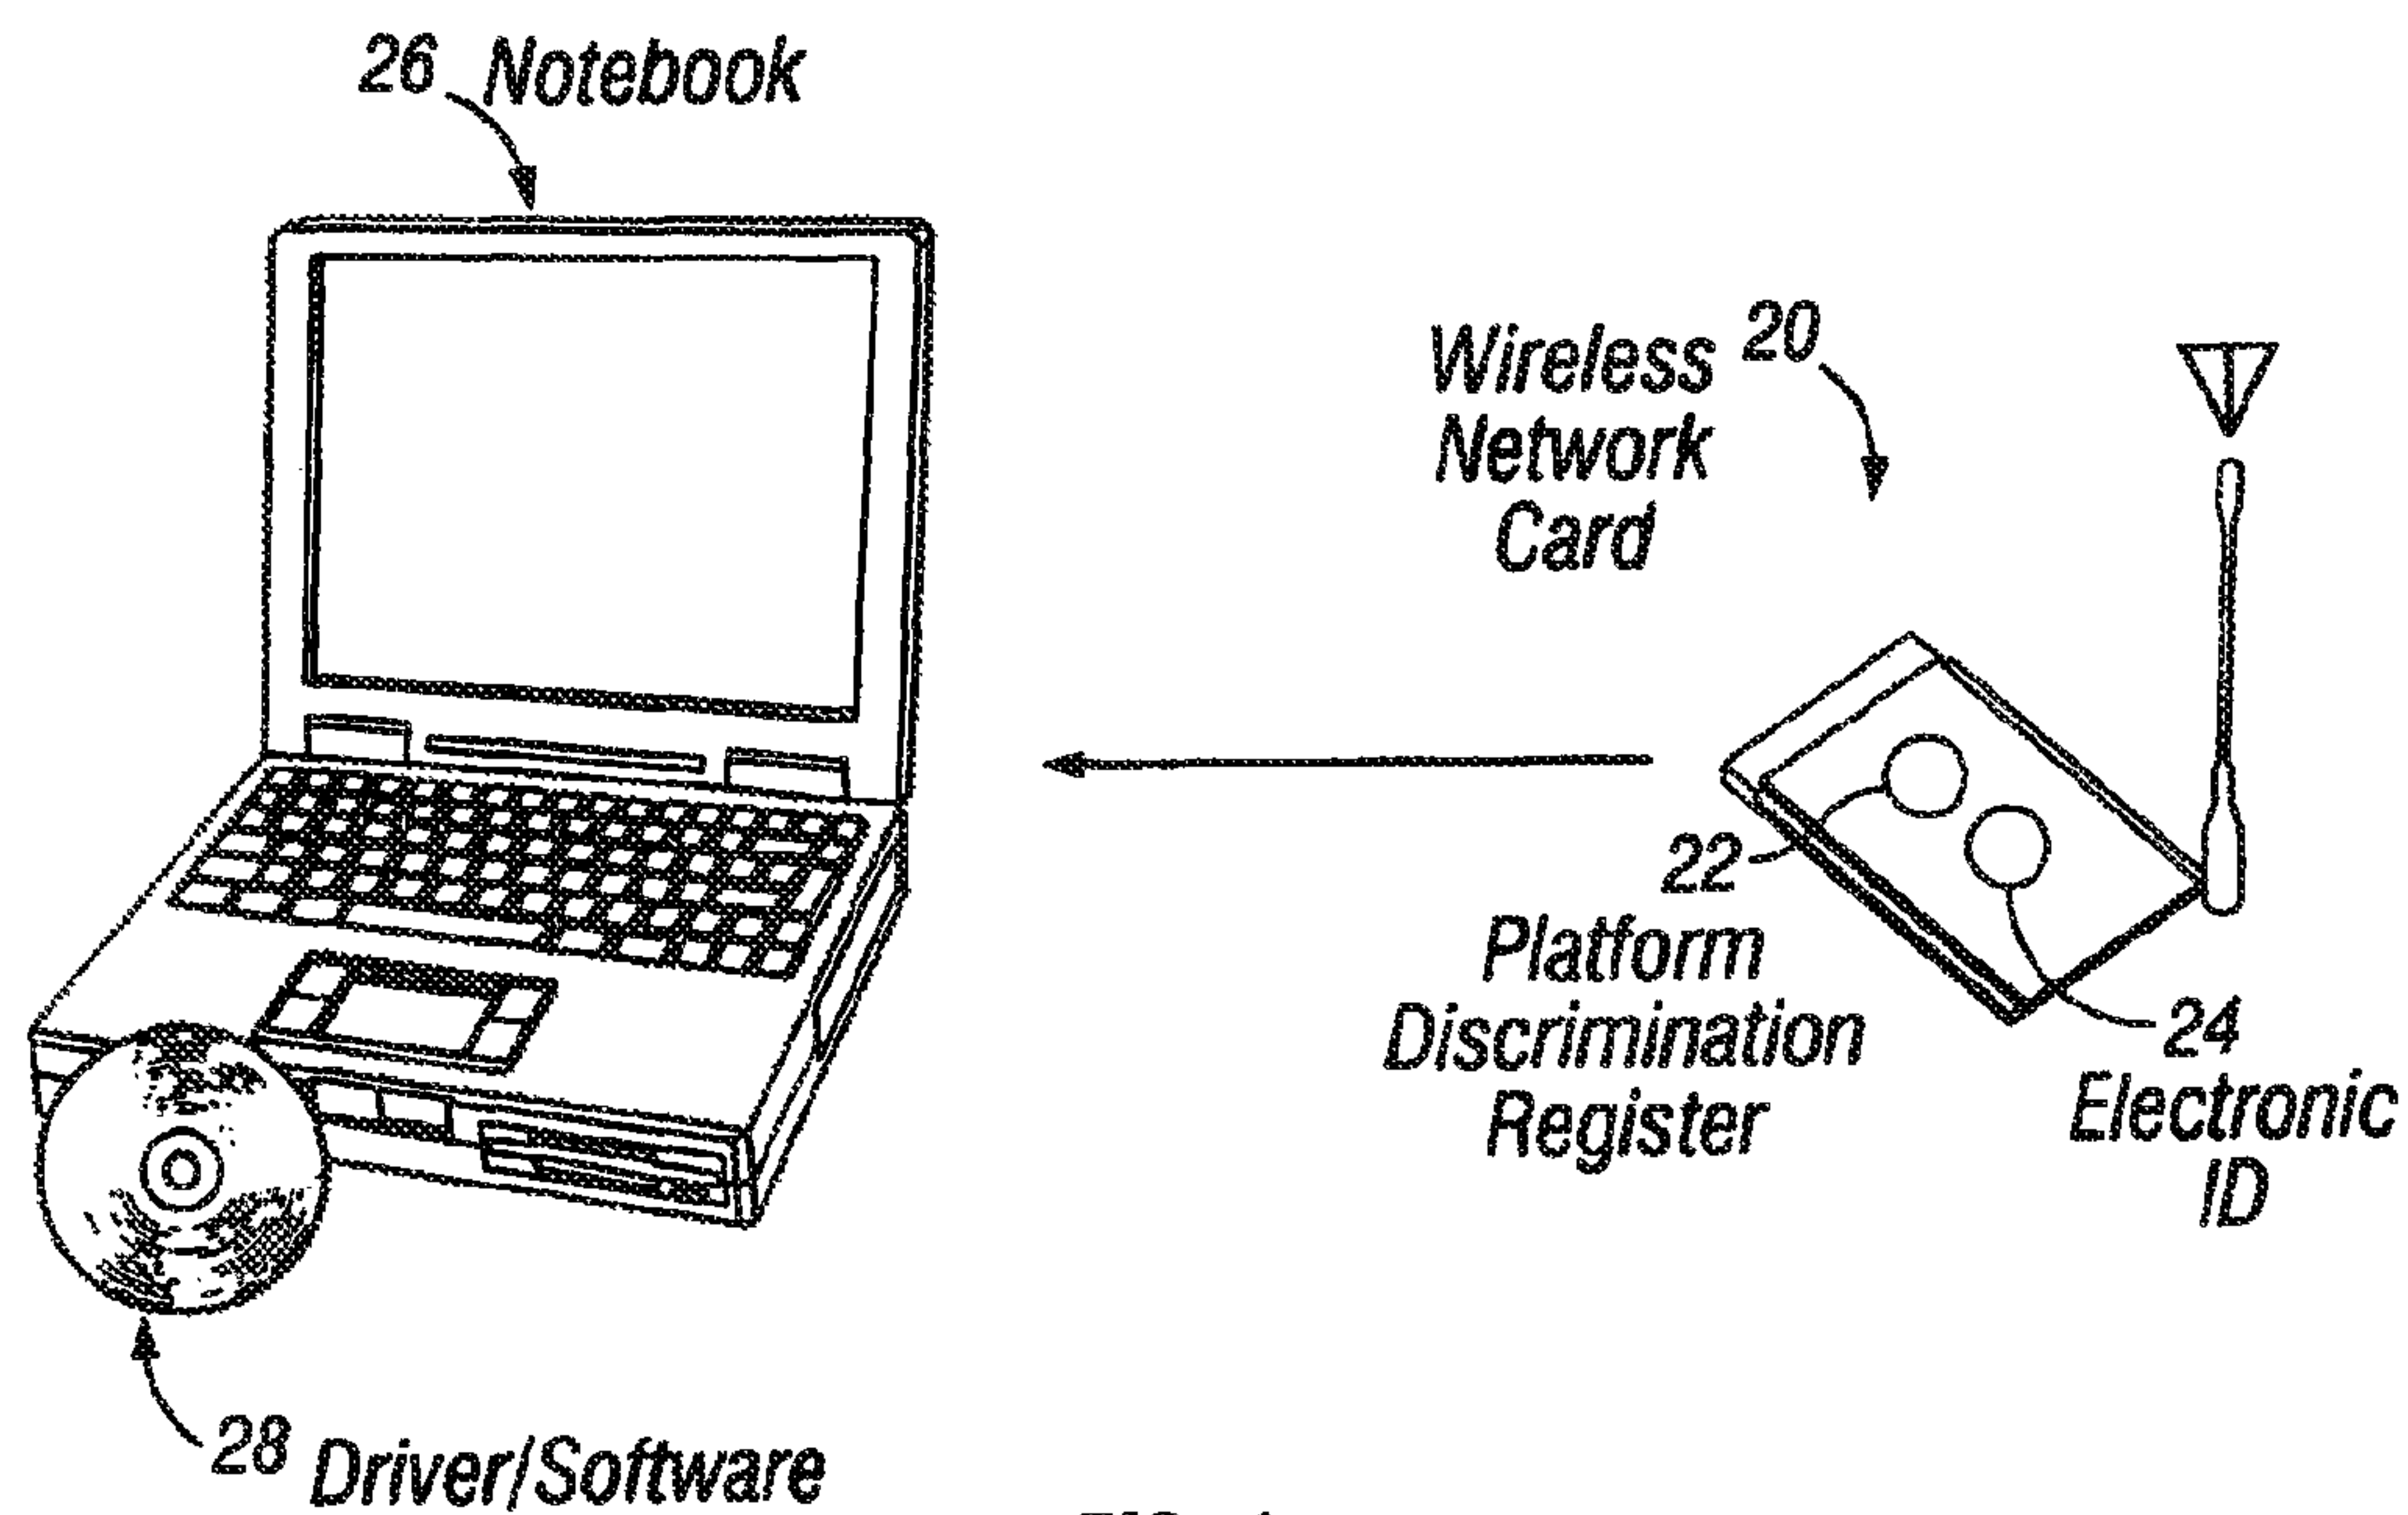 26 Notebook
Wireless 20
Network
Card
22
Platform
Discrimination
Register
24
Electronic
ID
28 Driver/Software